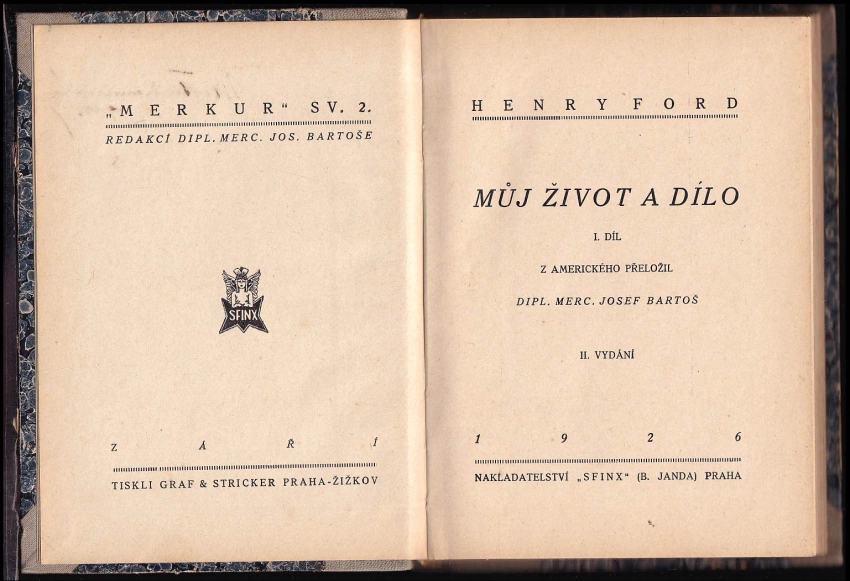 „MERKUR“ SV. 2.
REDAKCÍ DIPL. MERC. JOS. BARTOŠE
SFINX
ZÁŘÍ
TISKLI GRAF & STRICKER PRAHA-ŽIŽKOV
HENRY FORD
MŮJ ŽIVOT A DÍLO
I. DÍL
Z AMERICKÉHO PŘELOŽIL
DIPL. MERC. JOSEF BARTOŠ
II. VYDÁNÍ
1926
NAKLADATELSTVÍ „SFINX“ (B. JANDA) PRAHA